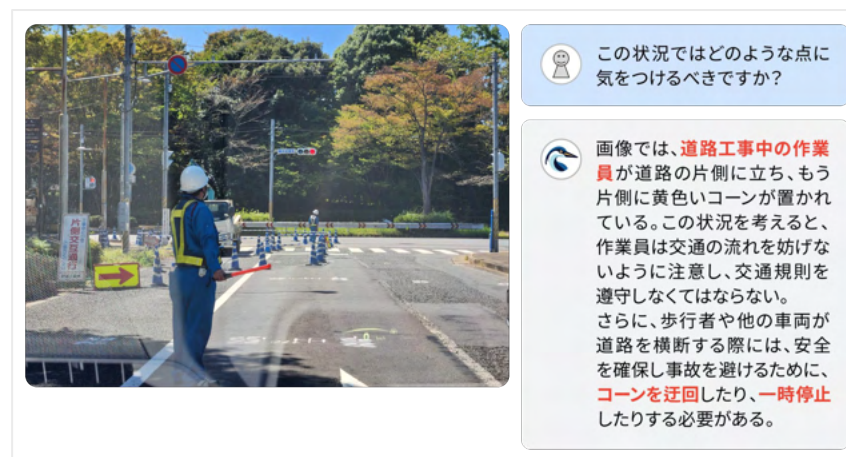 この状況ではどのような点に
気をつけるべきですか?
画像では、道路工事中の作業
員が道路の片側に立ち、もう
片側に黄色いコーンが置かれ
ている。この状況を考えると、
作業員は交通の流れを妨げな
いように注意し、交通規則を
遵守しなくてはならない。
さらに、歩行者や他の車両が
道路を横断する際には、安全
を確保し事故を避けるために、
コーンを迂回したり、一時停止
したりする必要がある。
片側交互通行